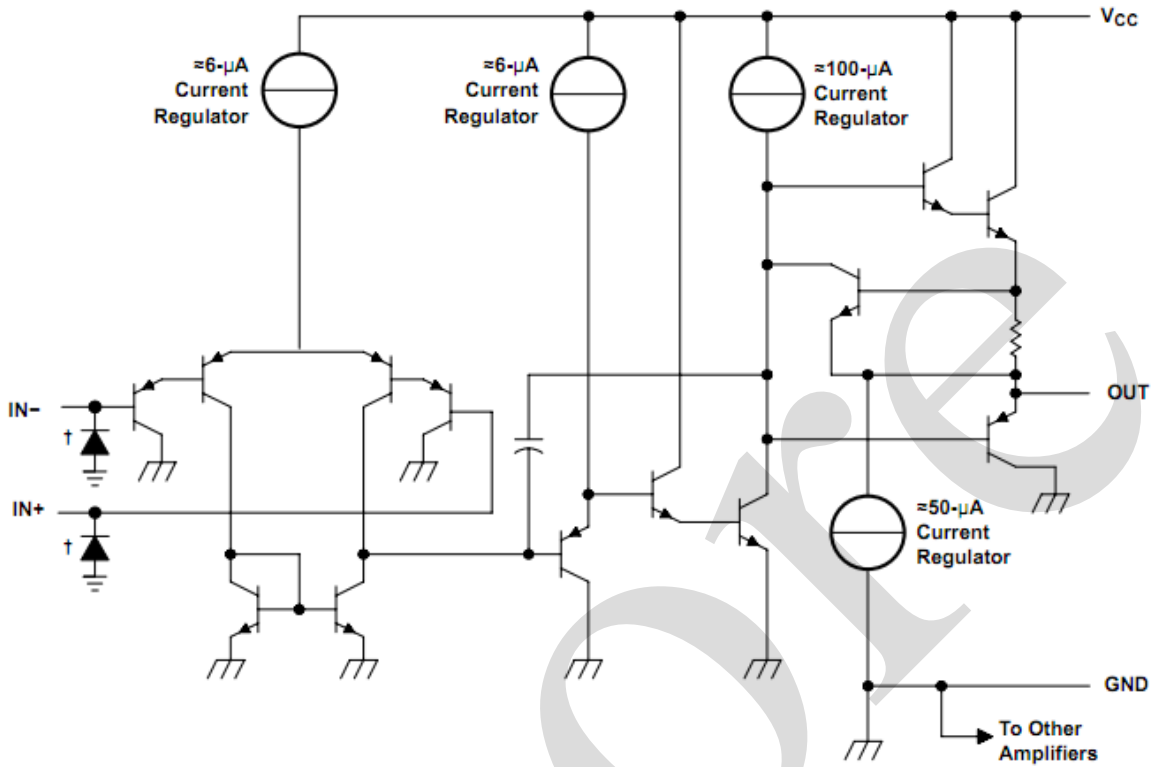 VCC
≈6-µA
Current
Regulator
≈6-µA
Current
Regulator
≈100-µA
Current
Regulator
IN−
†
OUT
IN+
†
≈50-µA
Current
Regulator
GND
To Other
Amplifiers
ore